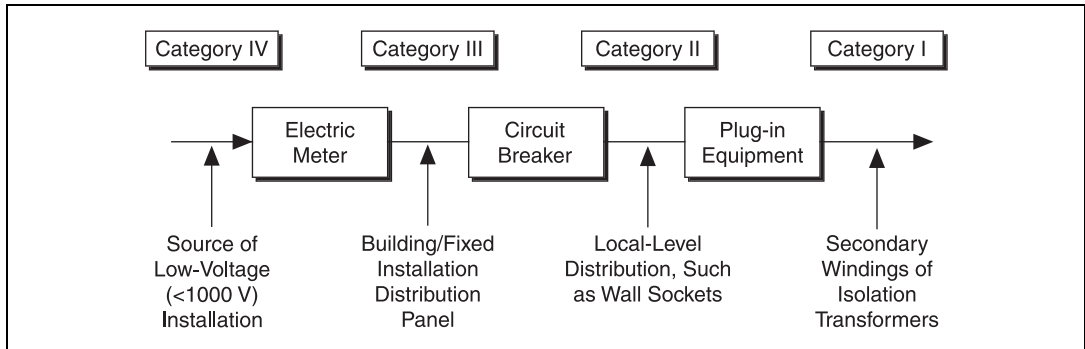 Category IV
Category III
Category II
Category I
Electric
Meter
Circuit
Breaker
Plug-in
Equipment
Source of
Low-Voltage
(<1000 V)
Installation
Building/Fixed
Installation
Distribution
Panel
Local-Level
Distribution, Such
as Wall Sockets
Secondary
Windings of
Isolation
Transformers